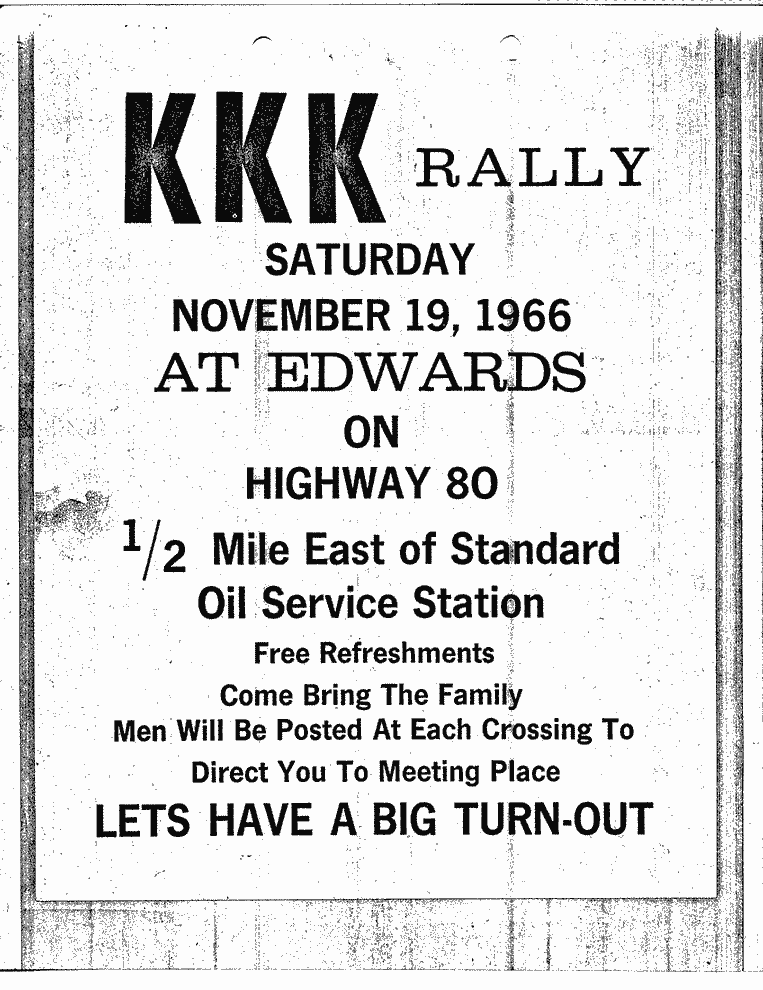 KKK RALLY
SATURDAY
NOVEMBER 19, 1966
AT EDWARDS
ON
HIGHWAY 80
1/2 Mile East of Standard
Oil Service Station
Free Refreshments
Come Bring The Family
Men Will Be Posted At Each Crossing To
Direct You To Meeting Place
LETS HAVE A BIG TURN-OUT